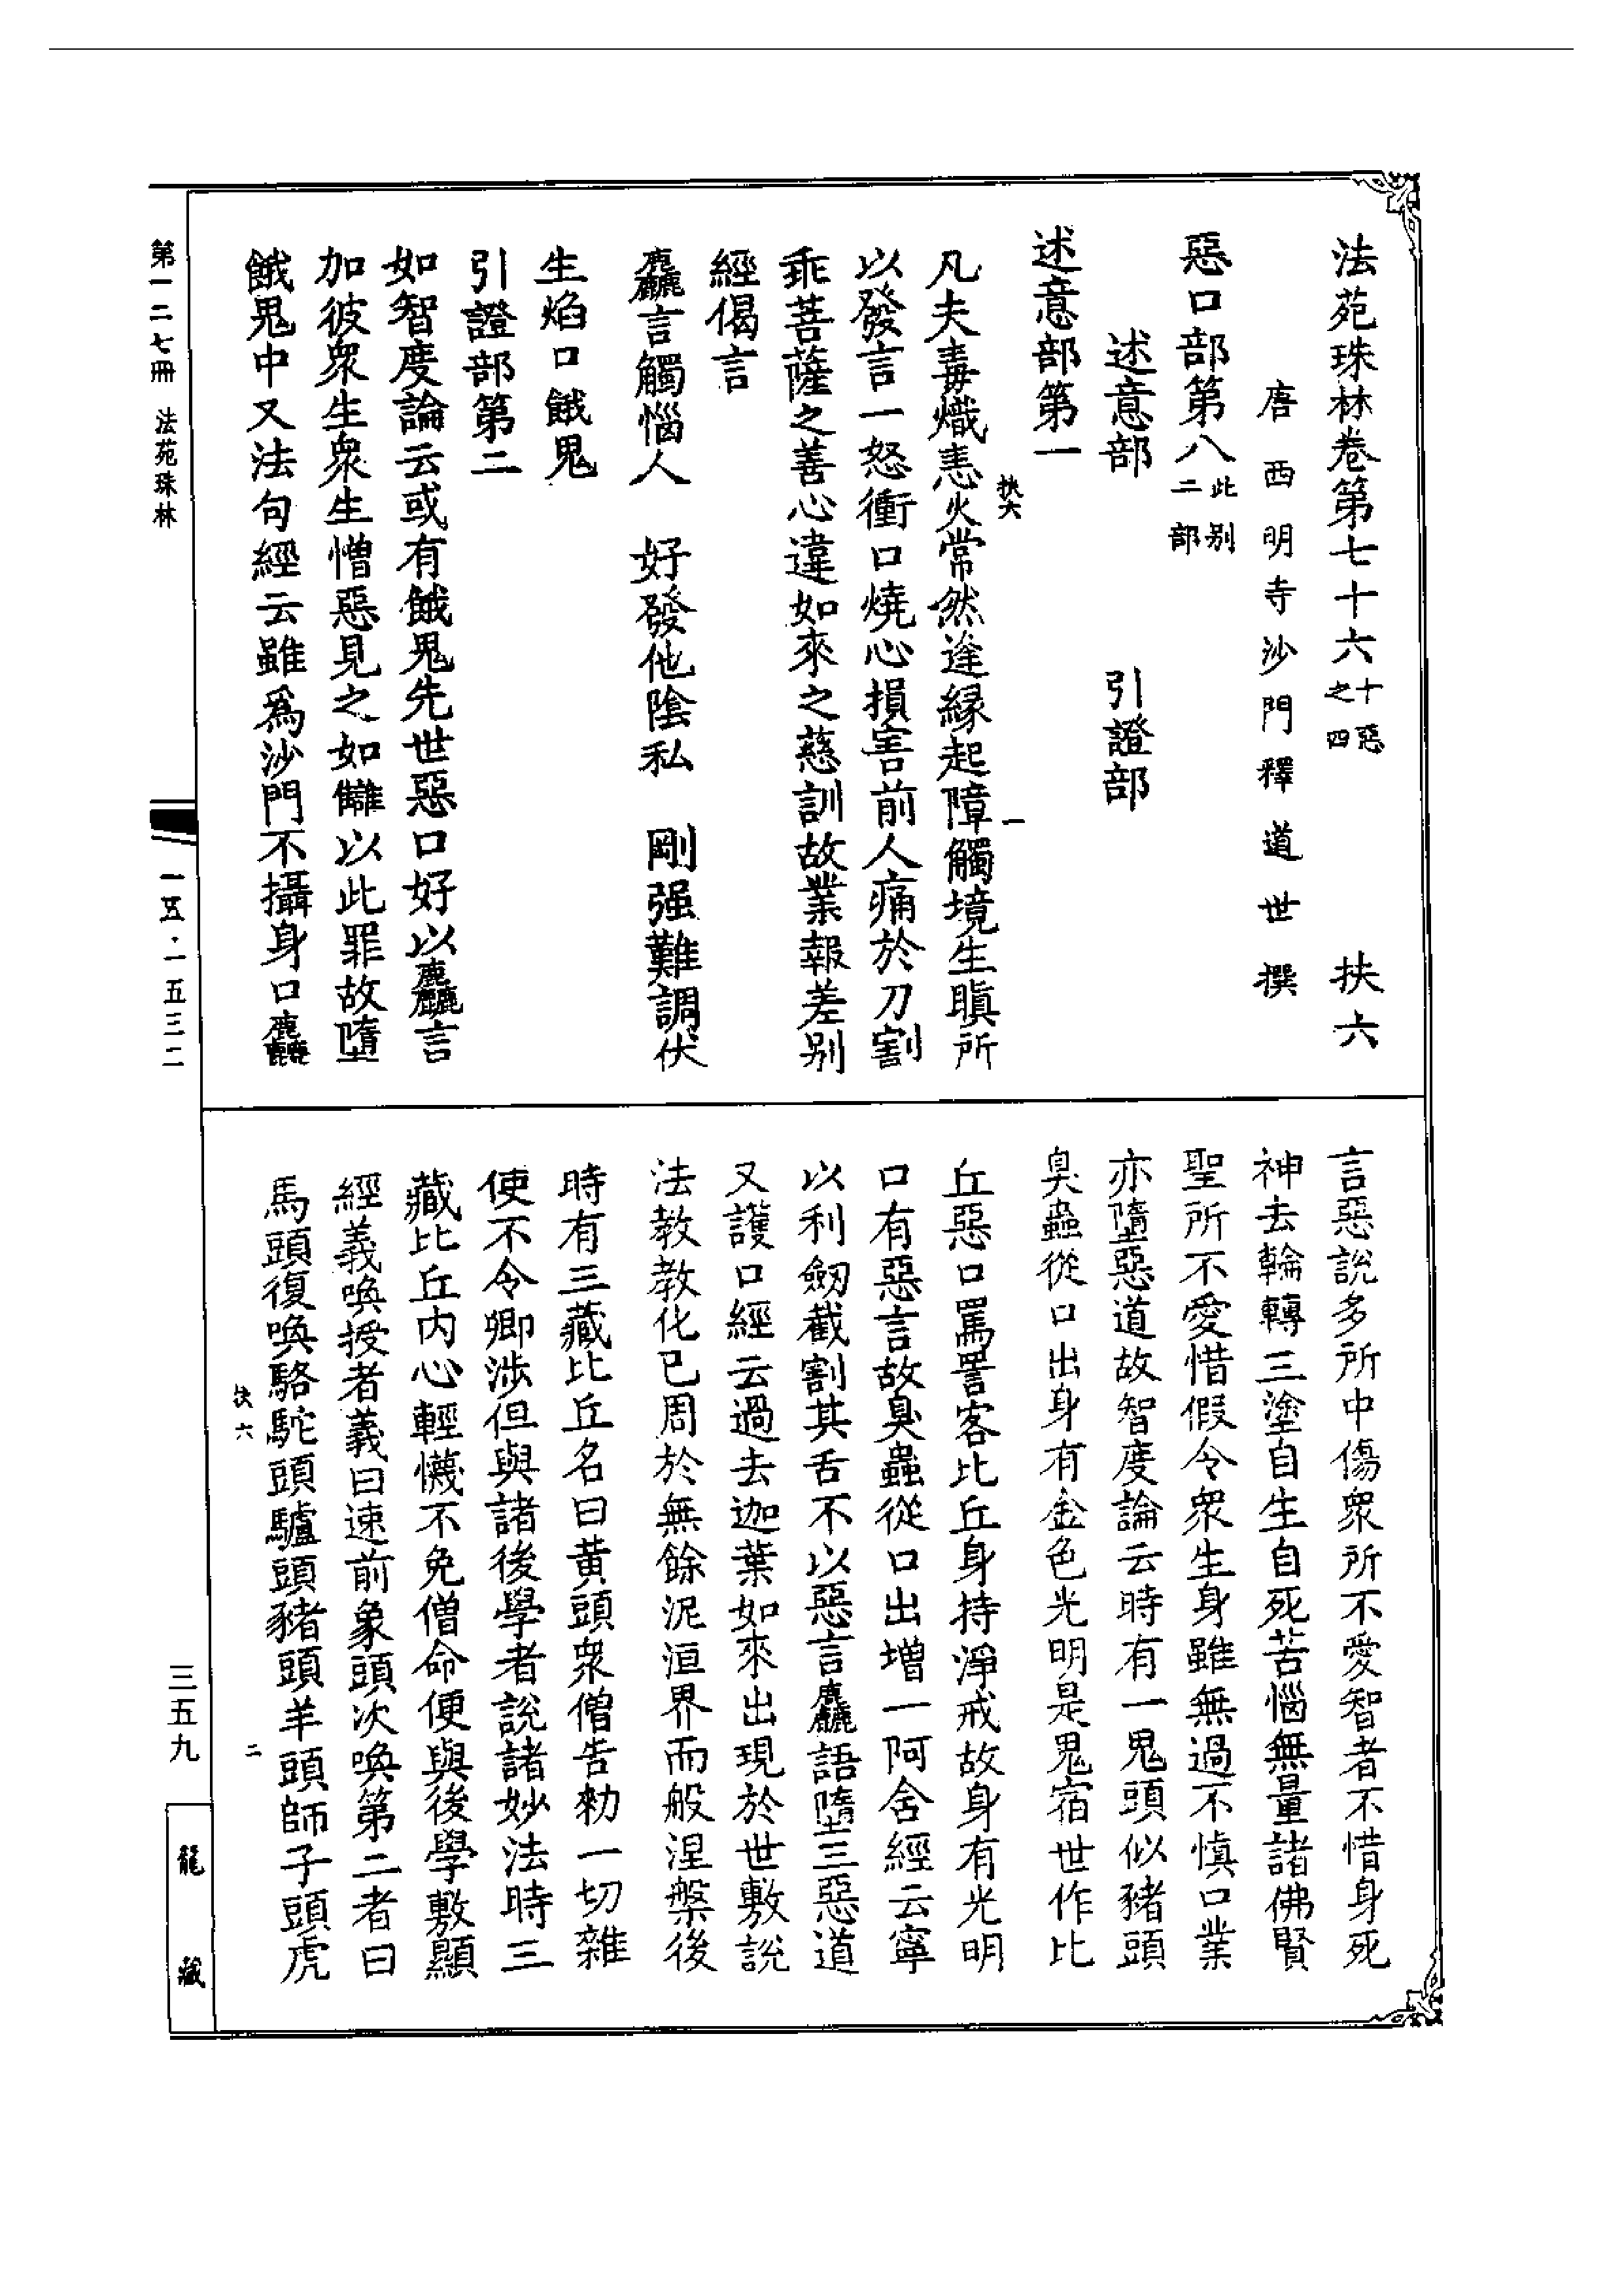 法苑珠林卷第七十六十惡之四 扶六
唐西明寺沙門釋道世撰
惡口部第八此别二部
述意部 引證部
述意部第一
扶六 一
凡夫毒熾恚火常然逢緣起障觸境生瞋所
以發言一怒衝口燒心損害前人痛於刀割
乖菩薩之善心違如來之慈訓故業報差别
經偈言
麤言觸惱人 好發他陰私 剛强難調伏
生焰口餓鬼
引證部第二
如智度論云或有餓鬼先世惡口好以麤言
加彼衆生衆生憎惡見之如讎以此罪故墮
餓鬼中又法句經云雖爲沙門不攝身口麤
言惡說多所中傷衆所不愛智者不惜身死
神去輪轉三塗自生自死苦惱無量諸佛賢
聖所不愛惜假令衆生身雖無過不慎口業
亦墮惡道故智度論云時有一鬼頭似豬頭
臭蟲從口出身有金色光明是鬼宿世作比
丘惡口罵詈客比丘身持淨戒故身有光明
口有惡言故臭蟲從口出增一阿舍經云寧
以利劒截割其舌不以惡言麤語墮三惡道
又護口經云過去迦葉如來出現於世敷說
法教教化已周於無餘泥洹界而般涅槃後
時有三藏比丘名曰黃頭衆僧告勑一切雜
使不令卿涉但與諸後學者說諸妙法時三
藏比丘内心輕懱不免僧命便與後學敷顯
經義喚授者義曰速前象頭次喚第二者曰
馬頭復喚駱駝頭驢頭豬頭羊頭師子頭虎
扶六 二
第一二七冊 法苑珠林
一五·一五三二
三五九
龍藏